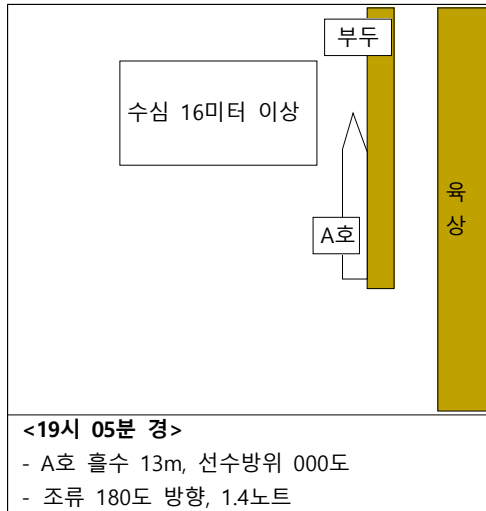 부두
수심 16미터 이상
육
상
A호
<19시 05분 경>
- A호 흘수 13m, 선수방위 000도
- 조류 180도 방향, 1.4노트